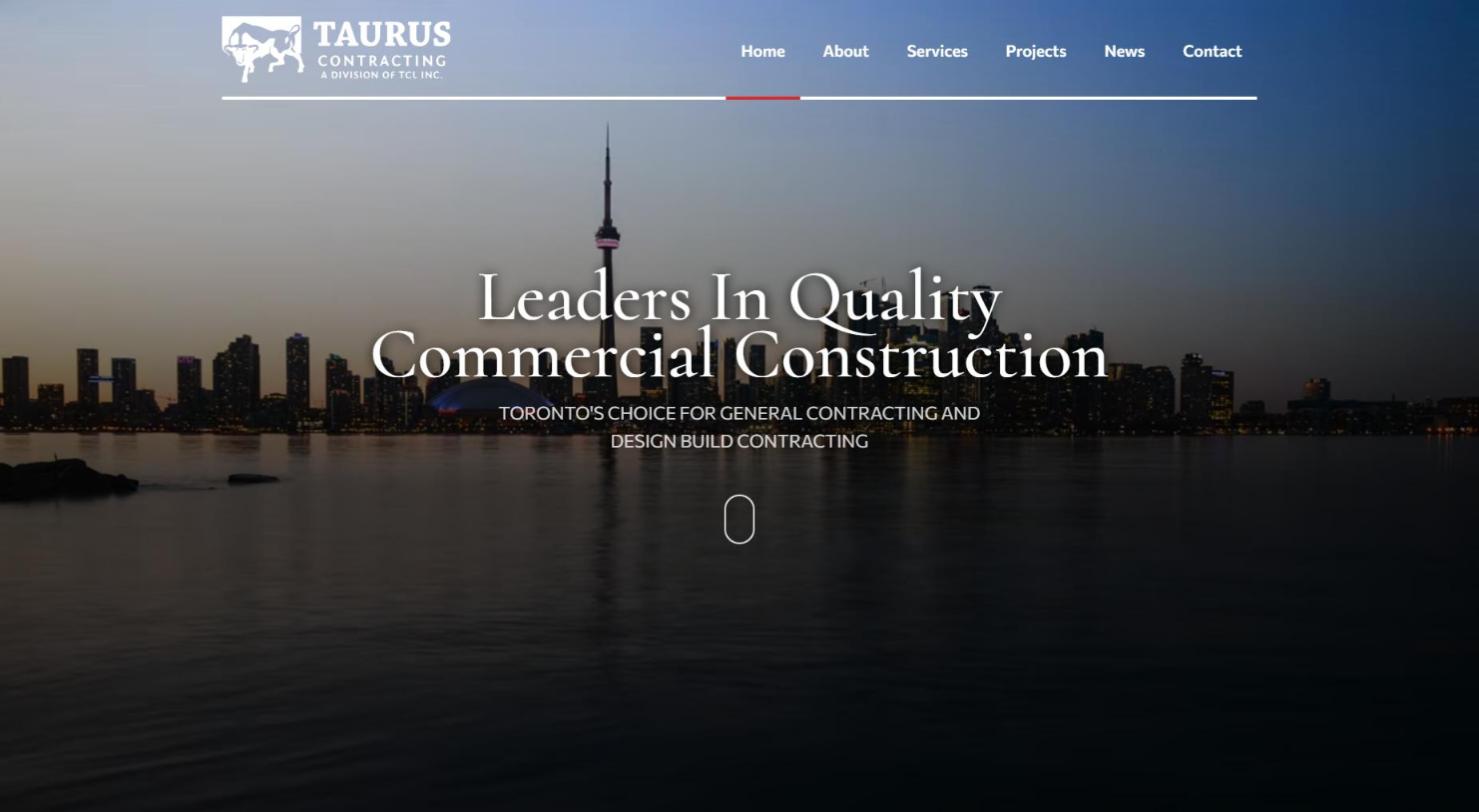 TAURUS
CONTRACTING
A DIVISION OF TCL INC.
Home About Services Projects News Contact
Leaders In Quality
Commercial Construction
TORONTO'S CHOICE FOR GENERAL CONTRACTING AND
DESIGN BUILD CONTRACTING